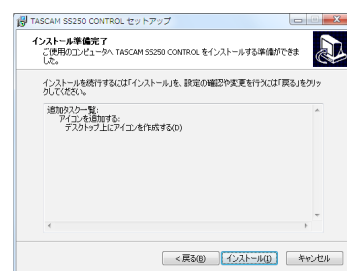 TASCAM SS250 CONTROL セットアップ
インストール準備完了
ご使用のコンピュータへ TASCAM SS250 CONTROL をインストールする準備ができま
した。
インストールを続行するには「インストール」を、設定の確認や変更を行うには「戻る」をクリッ
クしてください。
追加タスク一覧:
アイコンを追加する:
デスクトップ上にアイコンを作成する(D)
< 戻る(B)
インストール(I)
キャンセル